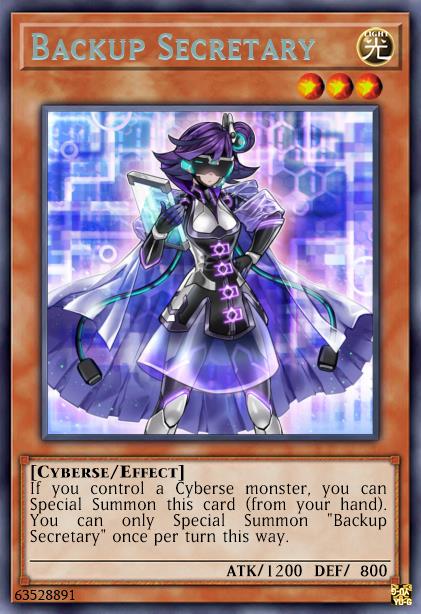 BACKUP SECRETARY
LIGHT
光
[CYBERSE/EFFECT]
If you control a Cyberse monster, you can
Special Summon this card (from your hand).
You can only Special Summon "Backup
Secretary" once per turn this way.
ATK/1200 DEF/ 800
63528891